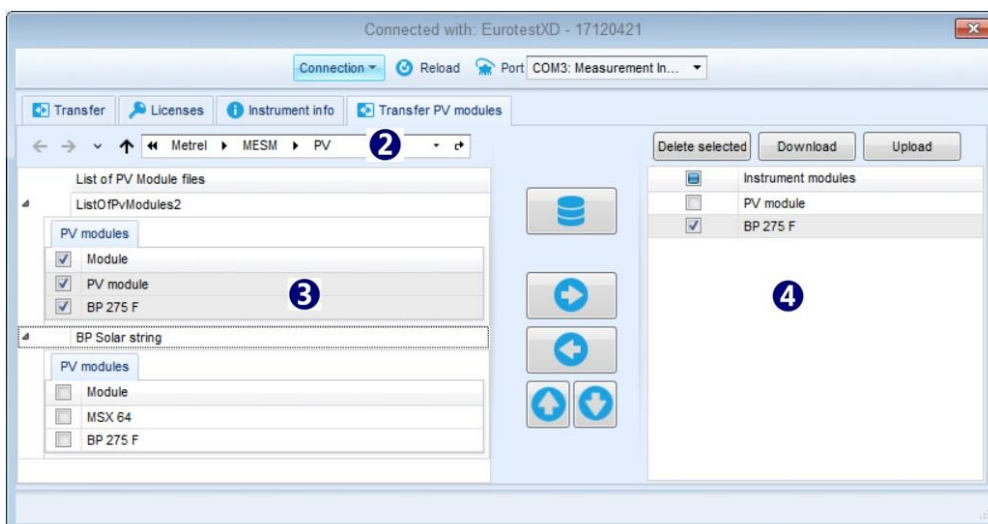 Connected with: EurotestXD - 17120421
Connection Reload Port COM3: Measurement In...
Transfer Licenses Instrument info Transfer PV modules
Metrel MESM PV 2
Delete selected Download Upload
List of PV Module files
ListOfPvModules2
PV modules
Module
PV module
BP 275 F
3
BP Solar string
PV modules
Module
MSX 64
BP 275 F
Instrument modules
PV module
BP 275 F
4